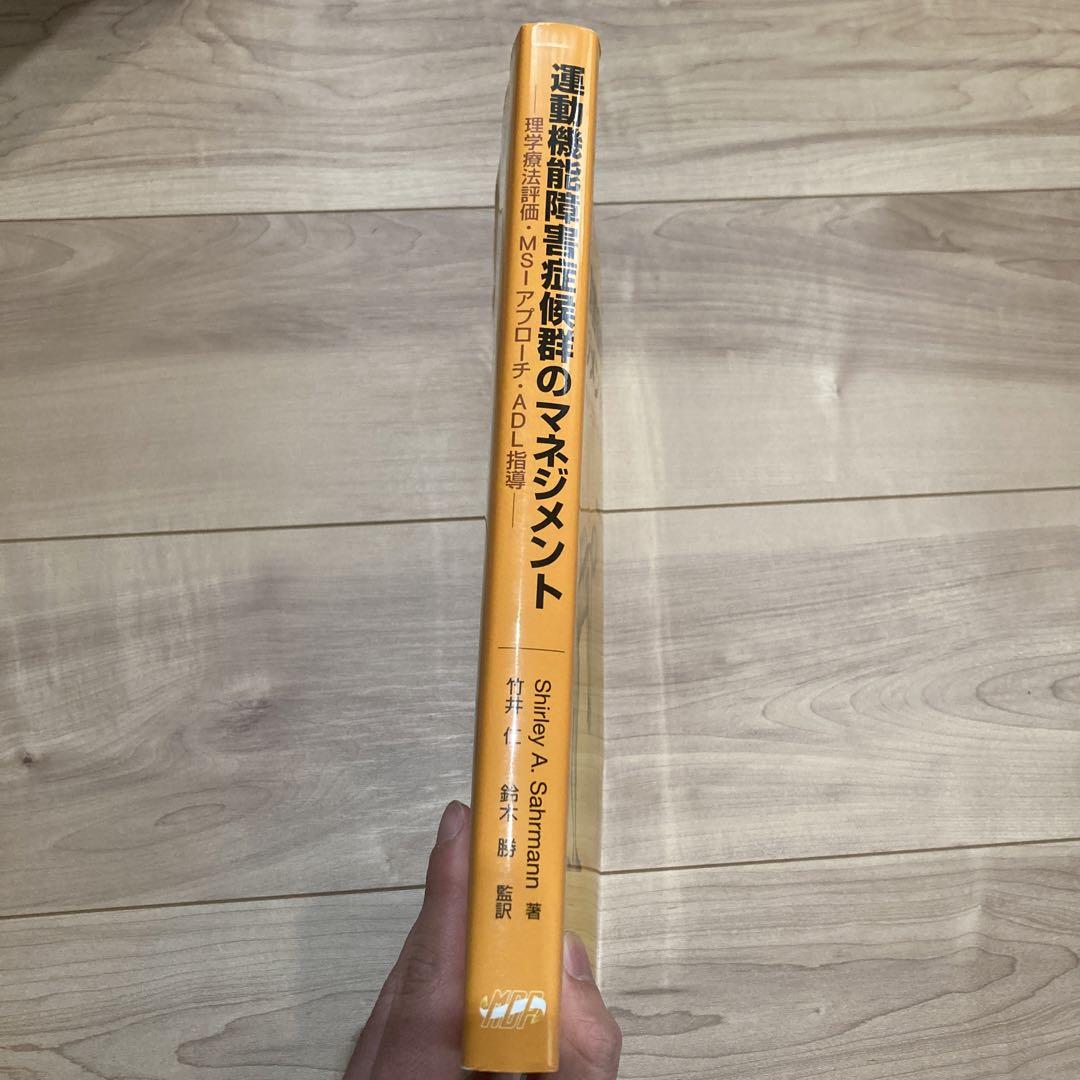 運動機能障害症候群のマネジメント
―理学療法評価・MSIアプローチ・ADL指導―
Shirley A. Sahrmann 著
竹井 仁 鈴木 勝 監訳